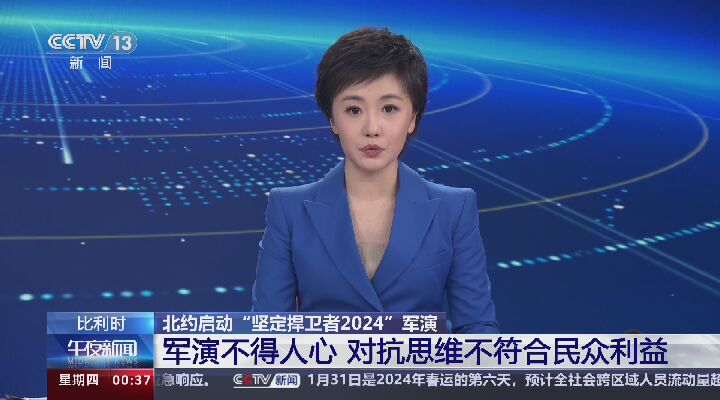 CCTV 13
新闻
比利时
北约启动“坚定捍卫者2024”军演
午夜新闻
MIDNIGHT NEWS
军演不得人心 对抗思维不符合民众利益
星期四 00:37
急响应。 CCTV 新闻 1月31日是2024年春运的第六天，预计全社会跨区域人员流动量超